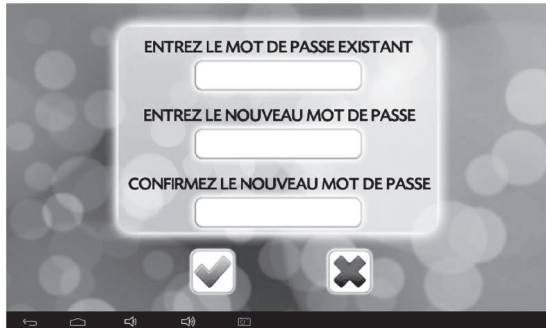 ENTREZ LE MOT DE PASSE EXISTANT
ENTREZ LE NOUVEAU MOT DE PASSE
CONFIRMEZ LE NOUVEAU MOT DE PASSE